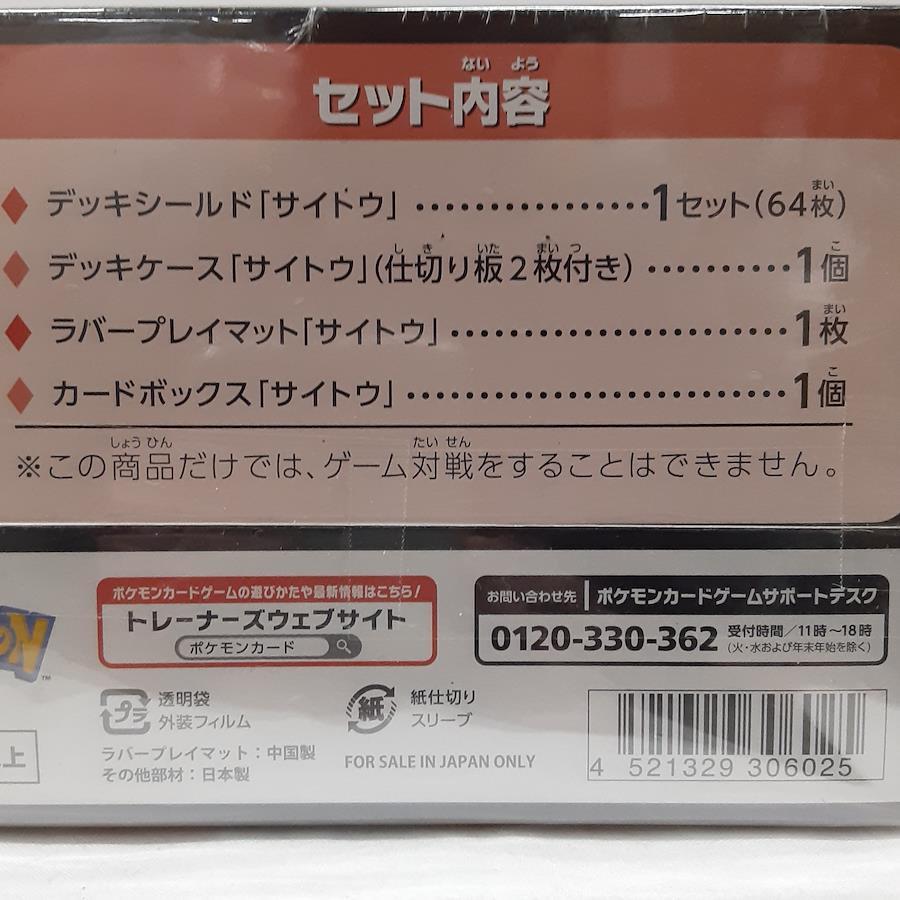 セット内容
デッキシールド「サイトウ」 ………………1セット(64枚)
デッキケース「サイトウ」(仕切り板2枚付き) …………1個
ラバープレイマット「サイトウ」 ………………………1枚
カードボックス「サイトウ」 …………………………1個
※この商品だけでは、ゲーム対戦をすることはできません。
ポケモンカードゲームの遊びかたや最新情報はこちら!
トレーナーズウェブサイト
ポケモンカード
お問い合わせ先 ポケモンカードゲームサポートデスク
0120-330-362 受付時間/11時~18時
(火・水および年末年始を除く)
プラ 透明袋
外装フィルム
紙 紙仕切り
スリーブ
ラバープレイマット:中国製
その他部材:日本製
FOR SALE IN JAPAN ONLY
4 521329 306025
上